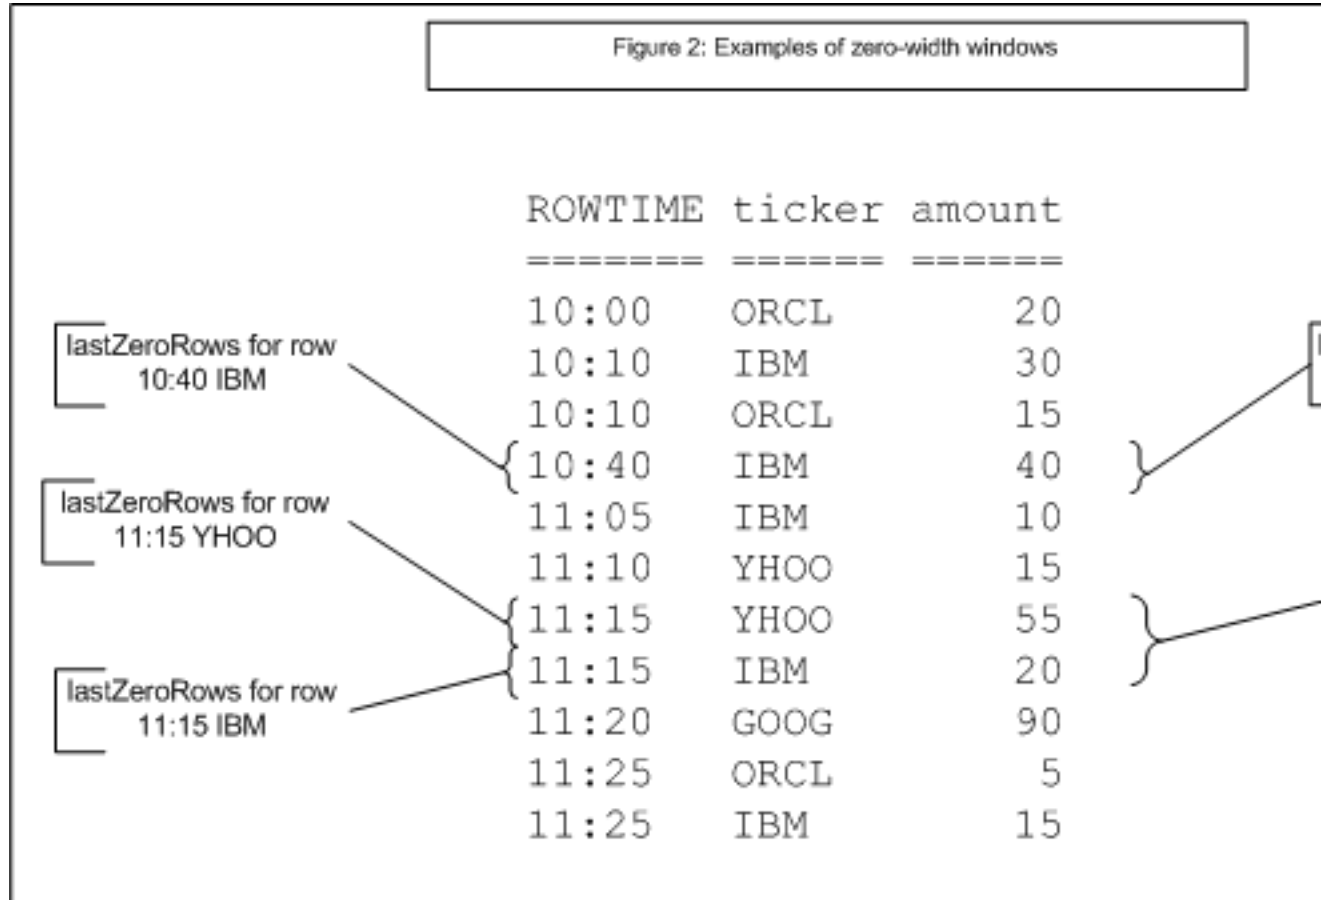 Figure 2: Examples of zero-width windows
ROWTIME ticker amount
======= ====== ======
10:00 ORCL 20
10:10 IBM 30
10:10 ORCL 15
10:40 IBM 40
11:05 IBM 10
11:10 YHOO 15
11:15 YHOO 55
11:15 IBM 20
11:20 GOOG 90
11:25 ORCL 5
11:25 IBM 15
lastZeroRows for row
10:40 IBM
lastZeroRows for row
11:15 YHOO
lastZeroRows for row
11:15 IBM